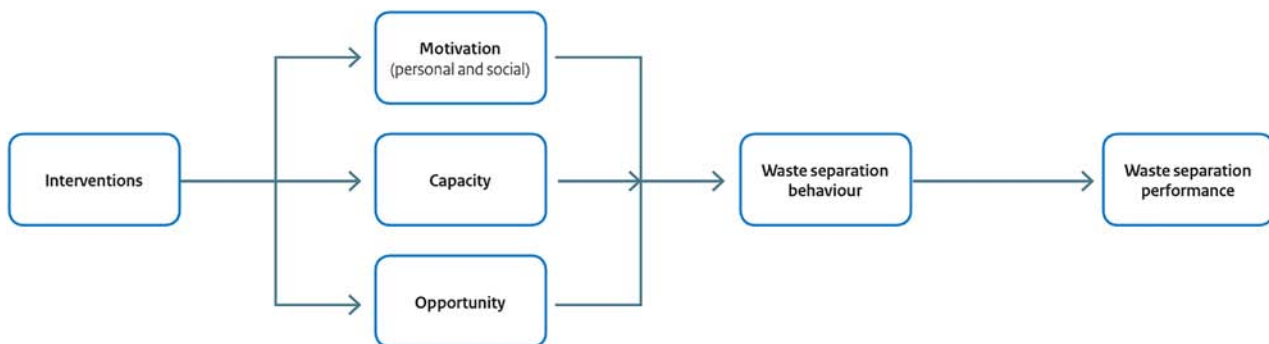 Motivation
(personal and social)
Interventions
Capacity
Waste separation
behaviour
Waste separation
performance
Opportunity